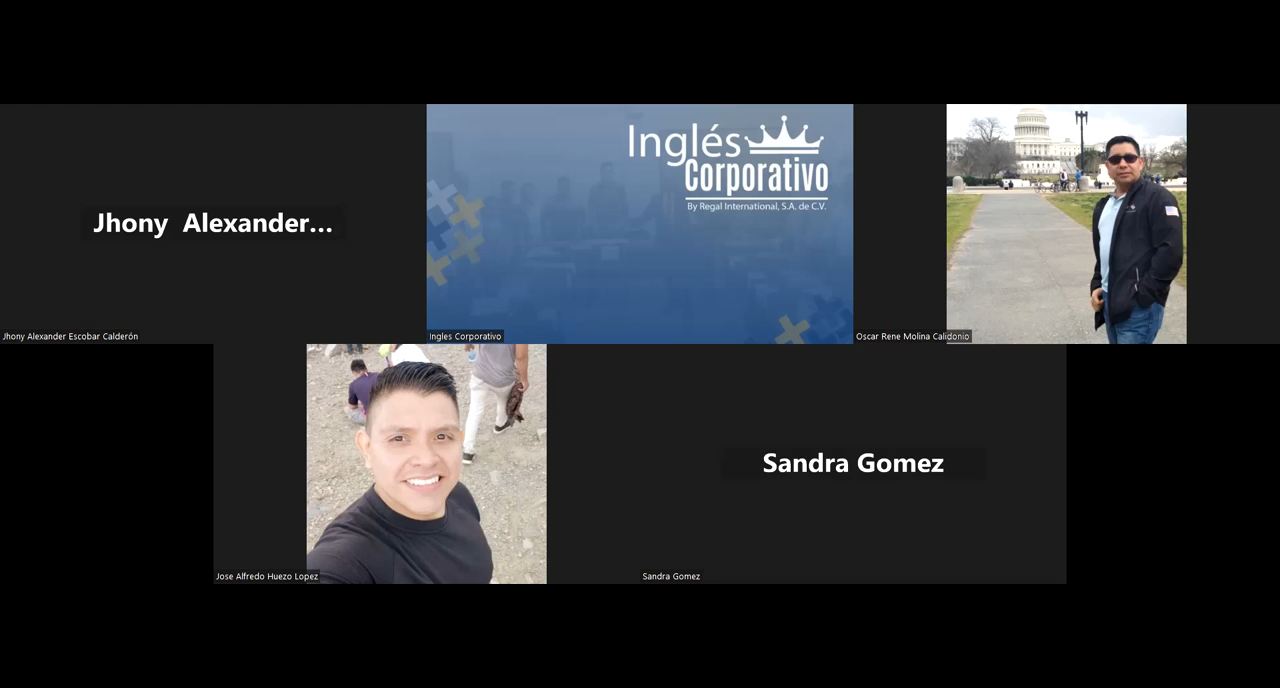 Inglés
Corporativo
By Regal International, S.A. de C.V.
Jhony  Alexander...
Jhony Alexander Escobar Calderón
Ingles Corporativo
Oscar Rene Molina Calidonio
Sandra Gomez
Jose Alfredo Huezo Lopez
Sandra Gomez